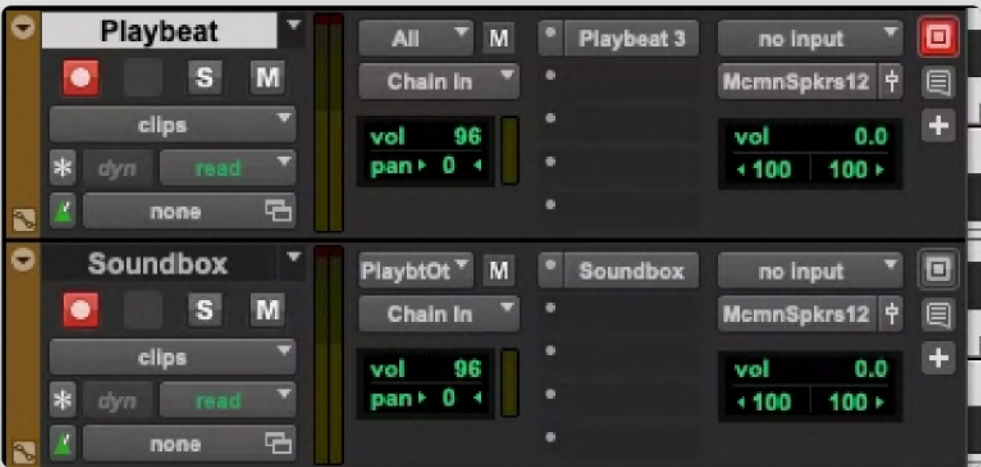 Playbeat All M Playbeat 3 no input
S M Chain In McmnSpkrs12
clips
vol 96 vol 0.0
* dyn read pan 0 100 100
none
Soundbox PlaybtOt M Soundbox no input
S M Chain In McmnSpkrs12
clips
vol 96 vol 0.0
* dyn read pan 0 100 100
none